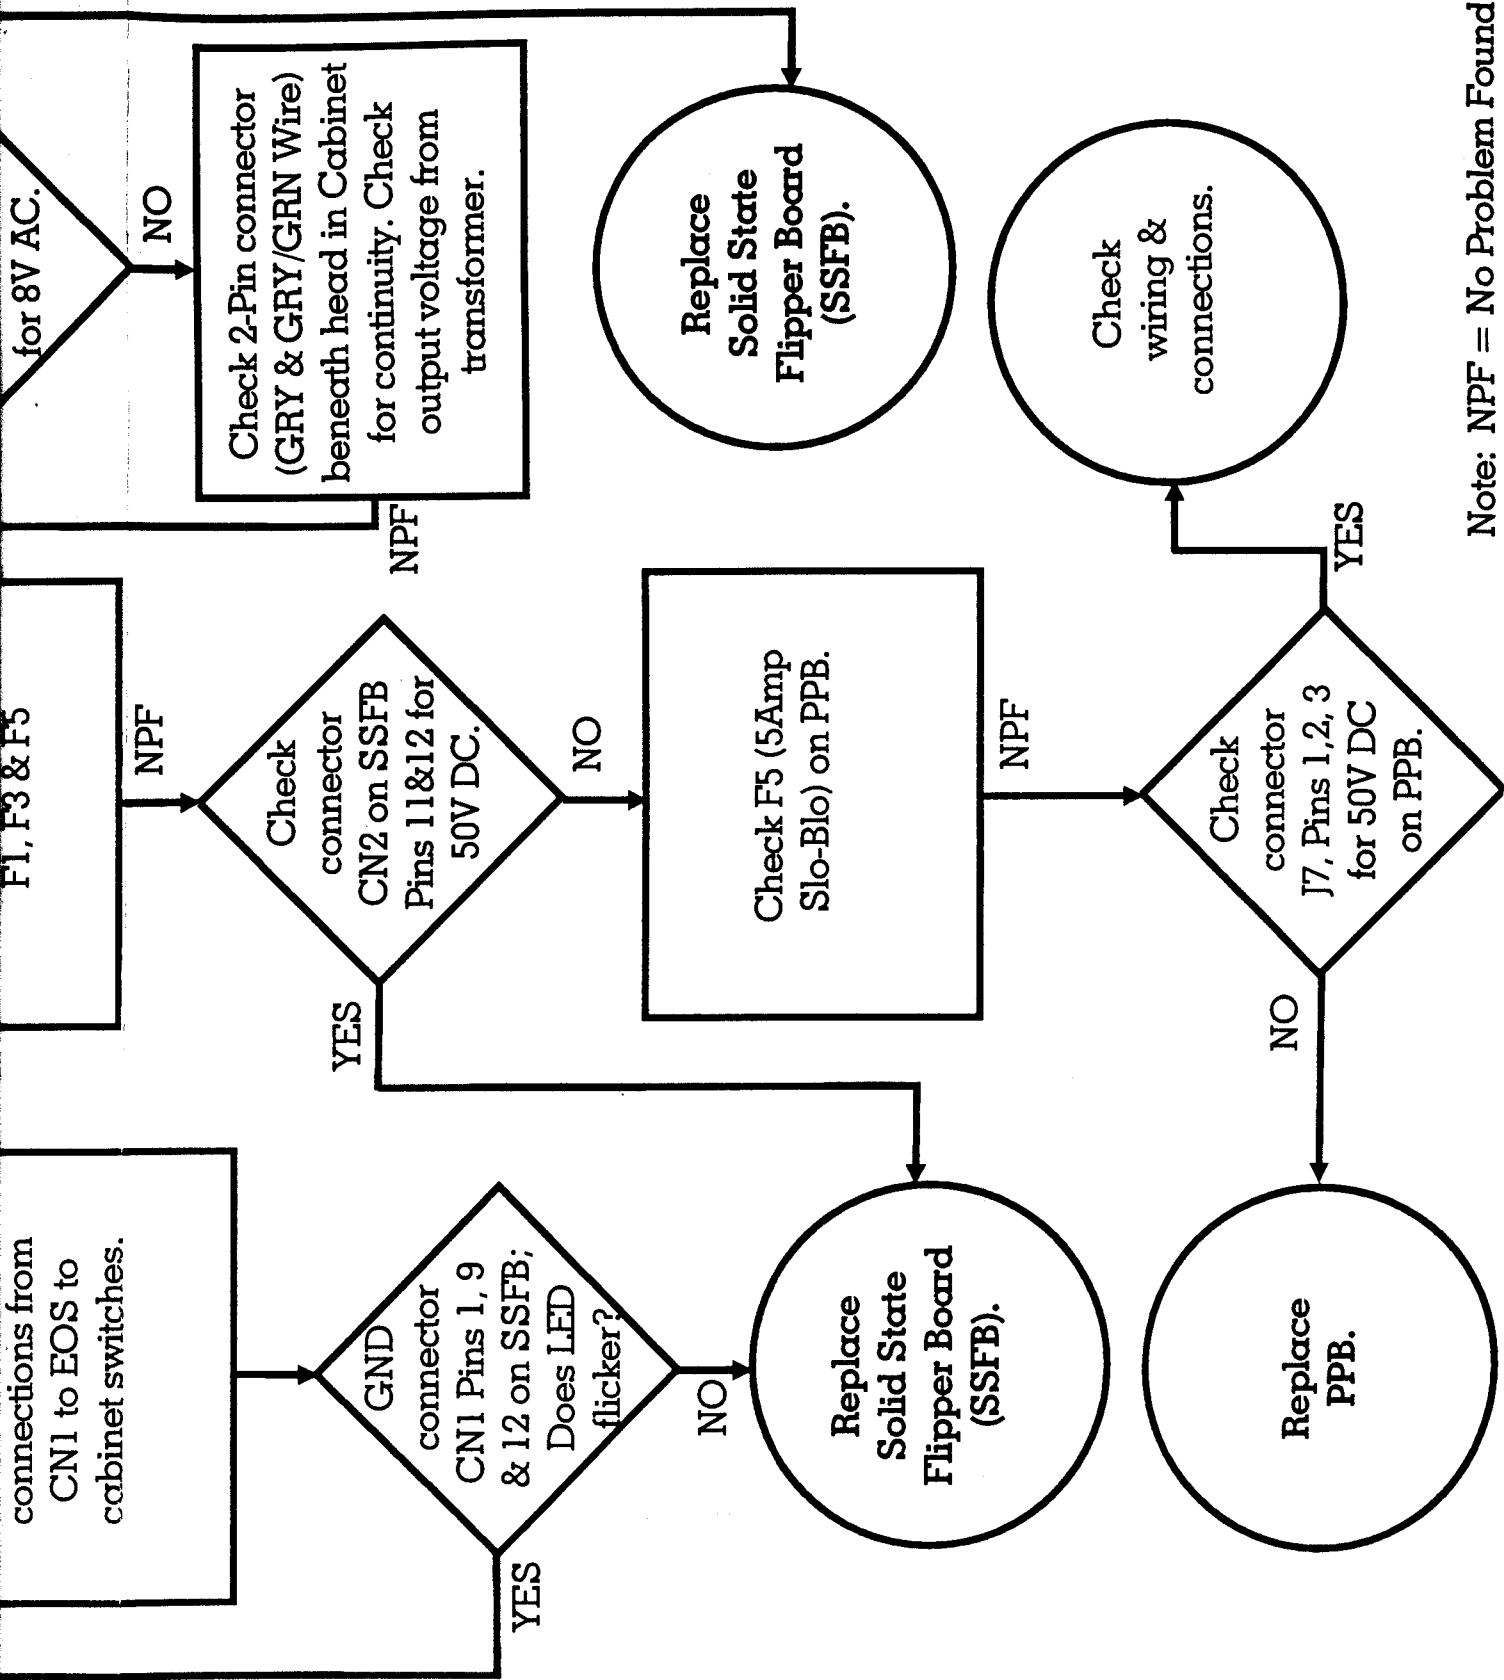 connections from
CN1 to EOS to
cabinet switches.
GND
connector
CN1 Pins 1, 9
& 12 on SSFB;
Does LED
flicker?
YES
NO
Replace
Solid State
Flipper Board
(SSFB).
F1, F3 & F5
NPF
Check
connector
CN2 on SSFB
Pins 11&12 for
50V DC.
YES
NO
Check F5 (5Amp
Slo-Blo) on PPB.
NPF
Check
connector
J7, Pins 1,2, 3
for 50V DC
on PPB.
NO
YES
Replace
PPB.
Check
wiring &
connections.
for 8V AC.
NO
Check 2-Pin connector
(GRY & GRY/GRN Wire)
beneath head in Cabinet
for continuity. Check
output voltage from
transformer.
NPF
Replace
Solid State
Flipper Board
(SSFB).
Note: NPF = No Problem Found